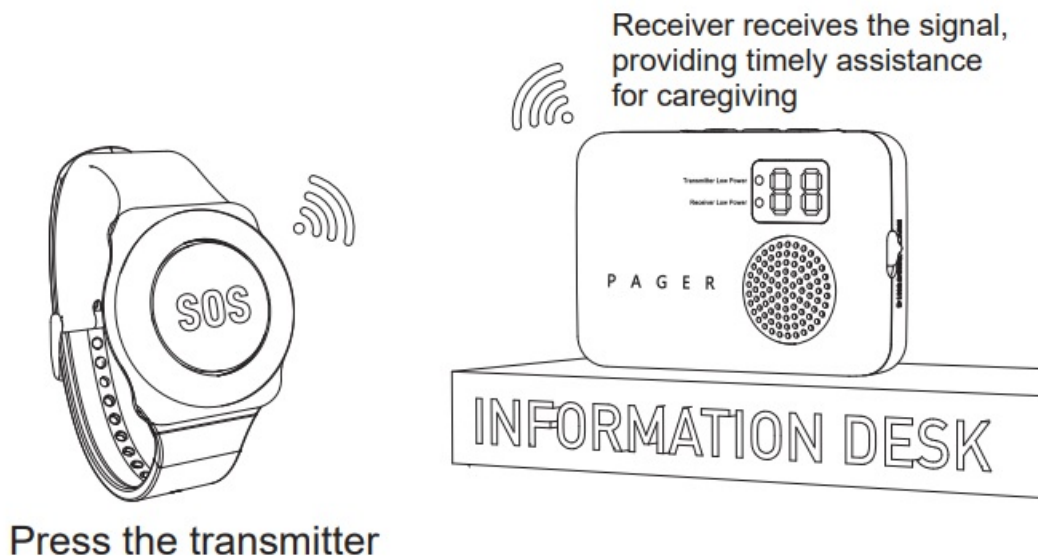 Receiver receives the signal,
providing timely assistance
for caregiving
Transmitter Low Power
Receiver Low Power
PAGER
SOS
INFORMATION DESK
Press the transmitter